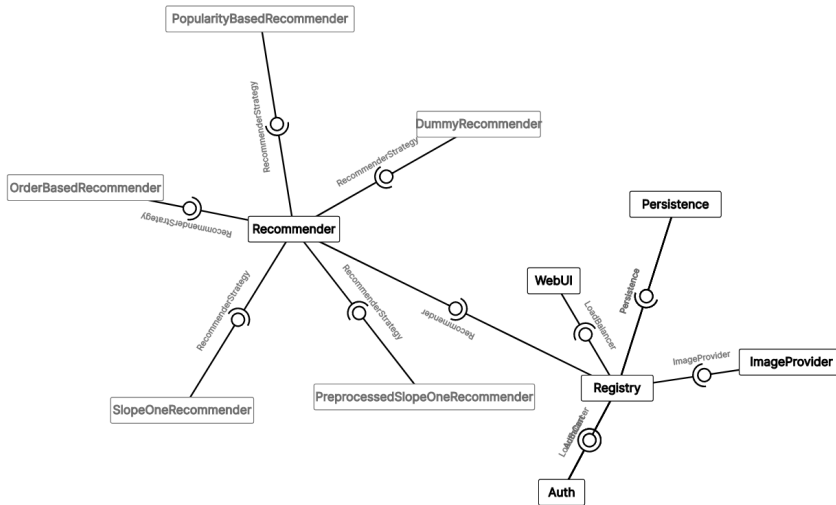 PopularityBasedRecommender
RecommenderStrategy
DummyRecommender
RecommenderStrategy
OrderBasedRecommender
RecommenderStrategy
Recommender
Persistence
RecommenderStrategy
RecommenderStrategy
WebUI
Persistence
LoadBalancer
Recommender
ImageProvider
ImageProvider
Registry
SlopeOneRecommender
PreprocessedSlopeOneRecommender
Auth